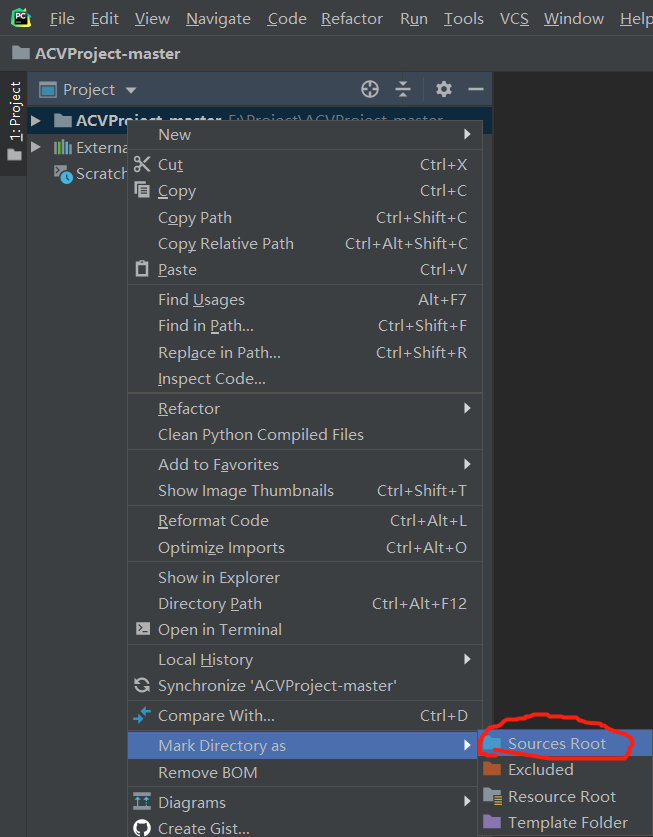 PC File Edit View Navigate Code Refactor Run Tools VCS Window Help
ACVProject-master
1: Project
Project
ACVProject-master F:\Project\ACVProject-master
Externa
Scratch
New
Cut Ctrl+X
Copy Ctrl+C
Copy Path Ctrl+Shift+C
Copy Relative Path Ctrl+Alt+Shift+C
Paste Ctrl+V
Find Usages Alt+F7
Find in Path... Ctrl+Shift+F
Replace in Path... Ctrl+Shift+R
Inspect Code...
Refactor
Clean Python Compiled Files
Add to Favorites
Show Image Thumbnails Ctrl+Shift+T
Reformat Code Ctrl+Alt+L
Optimize Imports Ctrl+Alt+O
Show in Explorer
Directory Path Ctrl+Alt+F12
Open in Terminal
Local History
Synchronize 'ACVProject-master'
Compare With... Ctrl+D
Mark Directory as
Sources Root
Excluded
Remove BOM
Resource Root
Diagrams
Template Folder
Create Gist...